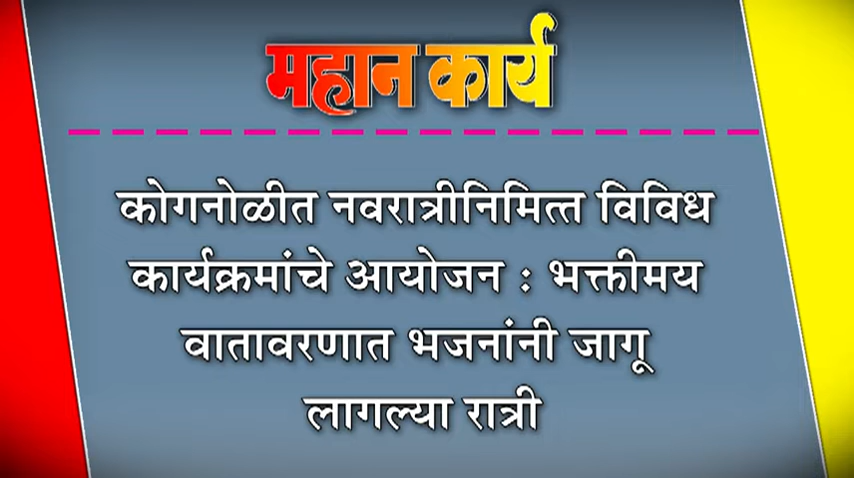 महान कार्य
कोगनोळीत नवरात्रीनिमित्त विविध
कार्यक्रमांचे आयोजन : भक्तीमय
वातावरणात भजनांनी जागू
लागल्या रात्री